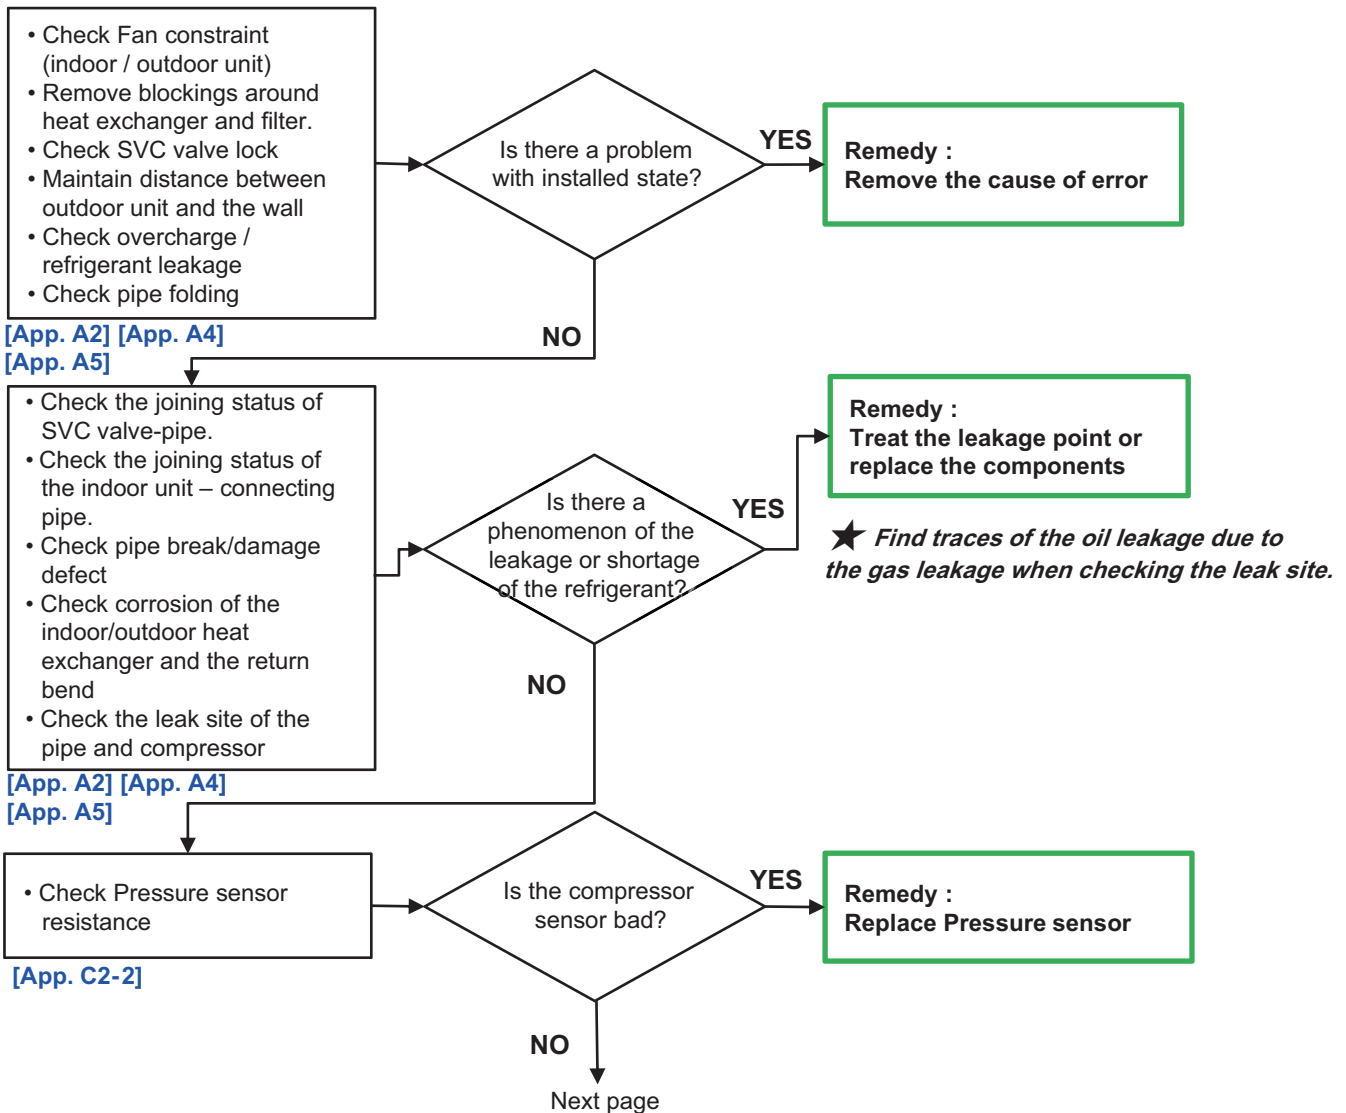 • Check Fan constraint
(indoor / outdoor unit)
• Remove blockings around
heat exchanger and filter.
• Check SVC valve lock
• Maintain distance between
outdoor unit and the wall
• Check overcharge /
refrigerant leakage
• Check pipe folding
[App. A2] [App. A4]
[App. A5]
Is there a problem
with installed state?
YES
Remedy :
Remove the cause of error
NO
• Check the joining status of
SVC valve-pipe.
• Check the joining status of
the indoor unit – connecting
pipe.
• Check pipe break/damage
defect
• Check corrosion of the
indoor/outdoor heat
exchanger and the return
bend
• Check the leak site of the
pipe and compressor
[App. A2] [App. A4]
[App. A5]
Is there a
phenomenon of the
leakage or shortage
of the refrigerant?
YES
Remedy :
Treat the leakage point or
replace the components
★ Find traces of the oil leakage due to
the gas leakage when checking the leak site.
NO
• Check Pressure sensor
resistance
[App. C2-2]
Is the compressor
sensor bad?
YES
Remedy :
Replace Pressure sensor
NO
Next page